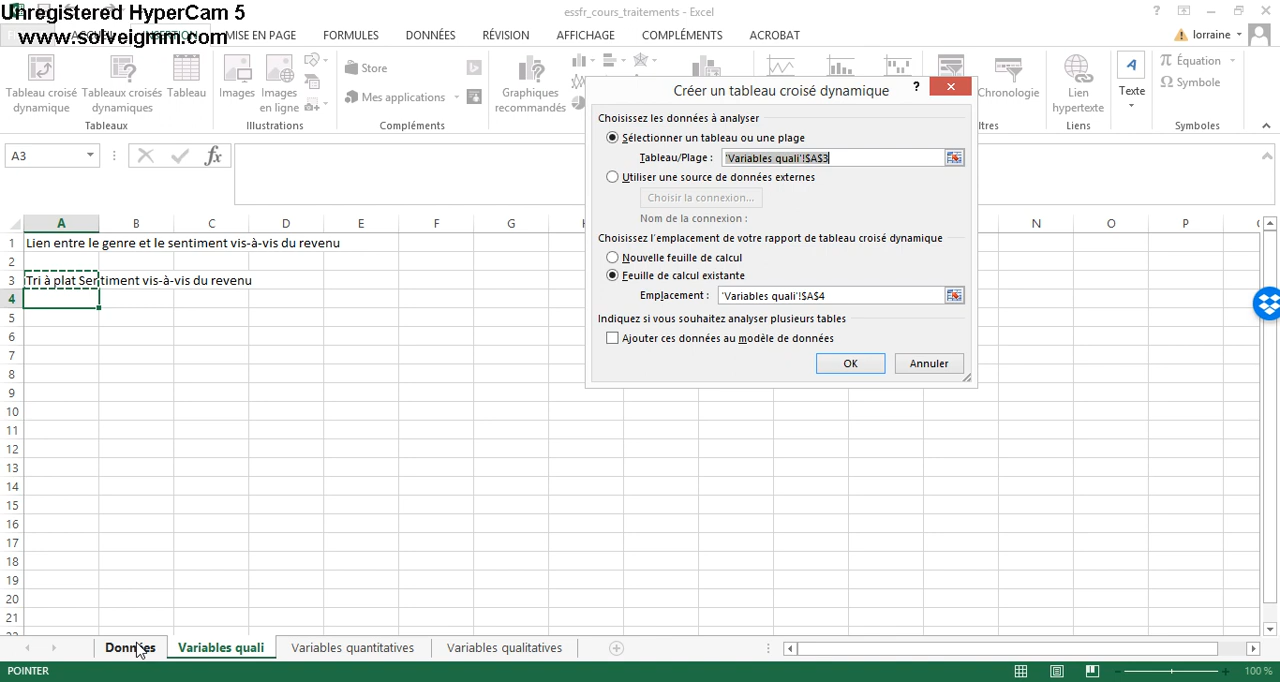 Unregistered HyperCam 5
www.solveigmm.com
essfr_cours_traitements - Excel
INSERTION
MISE EN PAGE
FORMULES
DONNÉES
RÉVISION
AFFICHAGE
COMPLÉMENTS
ACROBAT
lorraine
Tableau croisé dynamique
Tableaux croisés dynamiques
Tableau
Tableaux
Images
Images en ligne
Illustrations
Store
Mes applications
Compléments
Graphiques recommandés
Chronologie
Lien hypertexte
Liens
Texte
Équation
Symbole
Symboles
A3
fx
Créer un tableau croisé dynamique
?
Choisissez les données à analyser
Sélectionner un tableau ou une plage
Tableau/Plage : 'Variables quali'!$A$3
Utiliser une source de données externes
Choisir la connexion...
Nom de la connexion :
Choisissez l'emplacement de votre rapport de tableau croisé dynamique
Nouvelle feuille de calcul
Feuille de calcul existante
Emplacement : 'Variables quali'!$A$4
Indiquez si vous souhaitez analyser plusieurs tables
Ajouter ces données au modèle de données
OK
Annuler
A B C D E F G N O P
1 Lien entre le genre et le sentiment vis-à-vis du revenu
2
3 Tri à plat Sentiment vis-à-vis du revenu
4
5
6
7
8
9
10
11
12
13
14
15
16
17
18
19
20
21
Données
Variables quali
Variables quantitatives
Variables qualitatives
POINTER
100 %